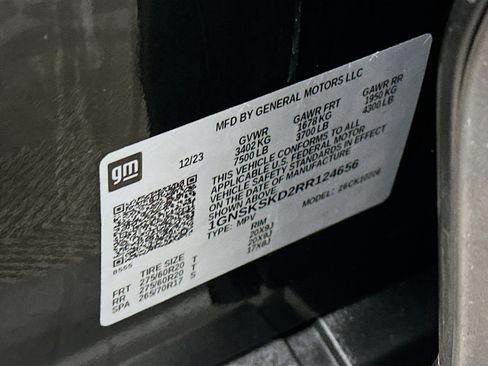 gm
12/23
MFD BY GENERAL MOTORS LLC
GVWR GAWR FRT GAWR RR
3402 KG 1678 KG 1950 KG
7500 LB 3700 LB 4300 LB
THIS VEHICLE CONFORMS TO ALL
APPLICABLE U.S. FEDERAL MOTOR
VEHICLE SAFETY STANDARDS IN EFFECT
ON THE DATE OF MANUFACTURE
1GNSKSKD2RR124656
TYPE: MPV MODEL:
8555
TIRE SIZE RIM
FRT 275/60R20 T 20X9J
RR 275/60R20 T 20X9J
SPA 265/70R17 S 17X8J